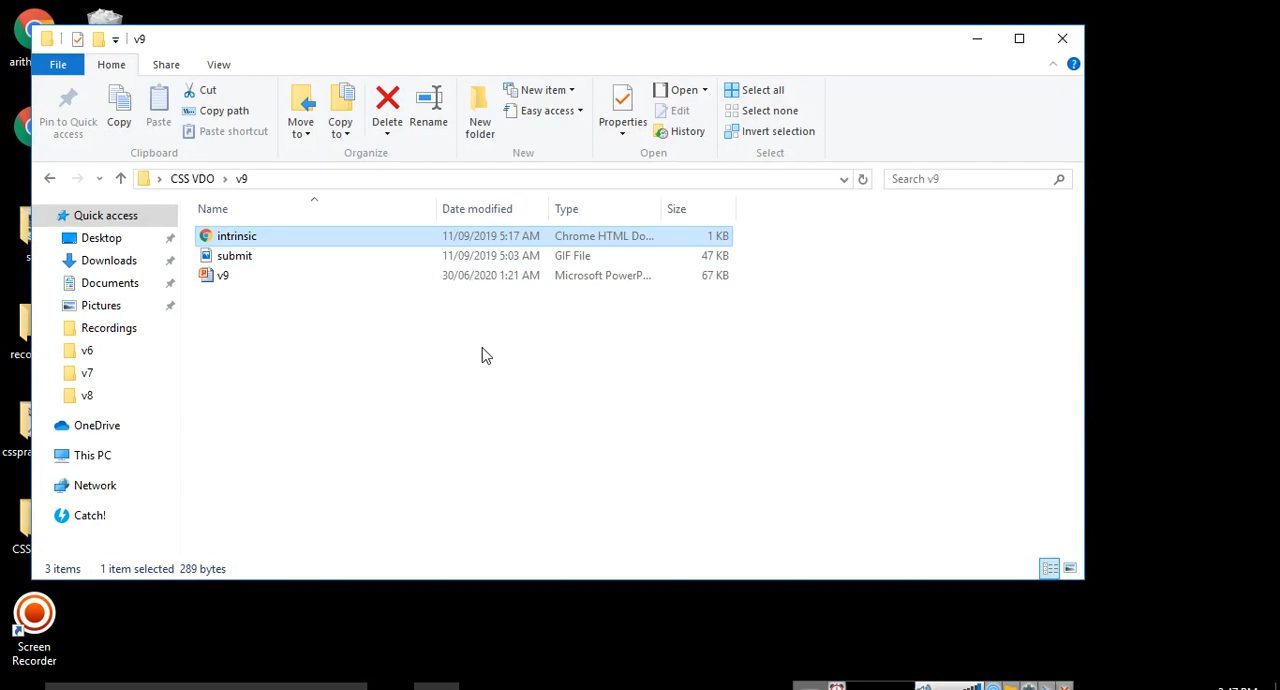 v9
arith
File Home Share View
Pin to Quick access
Copy
Paste
Cut
Copy path
Paste shortcut
Clipboard
Move to
Copy to
Delete
Rename
Organize
New folder
New item
Easy access
New
Properties
Open
Edit
History
Open
Select all
Select none
Invert selection
Select
CSS VDO > v9
Search v9
Name Date modified Type Size
intrinsic 11/09/2019 5:17 AM Chrome HTML Do... 1 KB
submit 11/09/2019 5:03 AM GIF File 47 KB
v9 30/06/2020 1:21 AM Microsoft PowerP... 67 KB
Quick access
Desktop
Downloads
Documents
Pictures
Recordings
v6
v7
v8
OneDrive
This PC
Network
Catch!
reco
csspra
CSS
3 items 1 item selected 289 bytes
Screen
Recorder